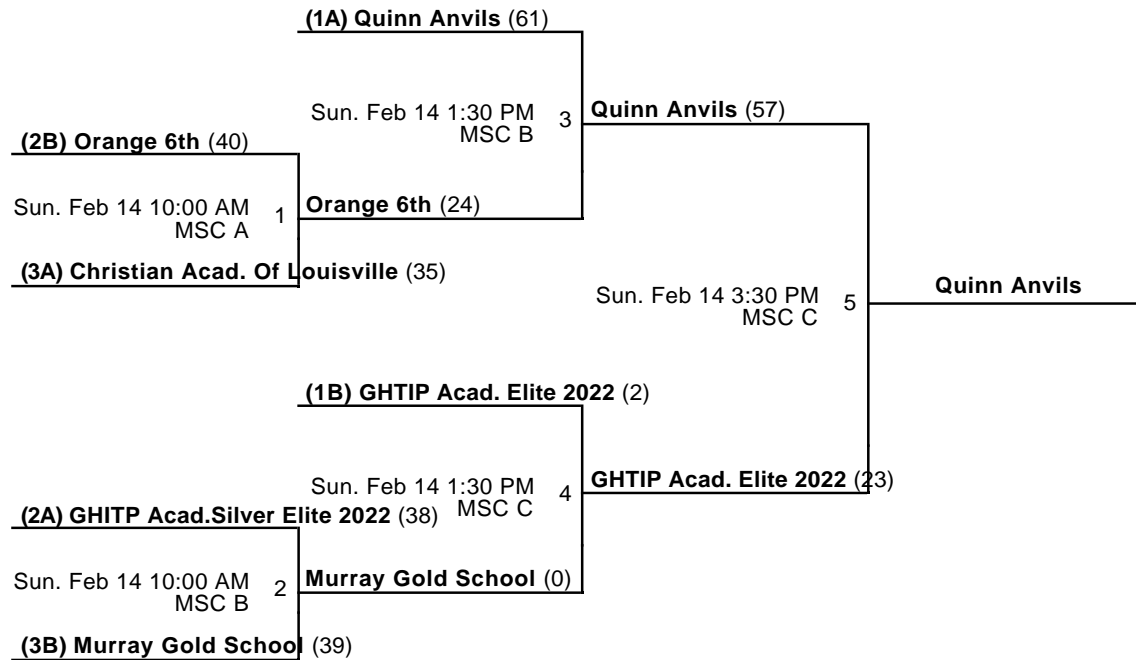 (1A) Quinn Anvils (61)
Sun. Feb 14 1:30 PM
MSC B
3
Quinn Anvils (57)
(2B) Orange 6th (40)
Sun. Feb 14 10:00 AM
MSC A
1
Orange 6th (24)
(3A) Christian Acad. Of Louisville (35)
Sun. Feb 14 3:30 PM
MSC C
5
Quinn Anvils
(1B) GHTIP Acad. Elite 2022 (2)
Sun. Feb 14 1:30 PM
MSC C
4
GHTIP Acad. Elite 2022 (23)
(2A) GHITP Acad.Silver Elite 2022 (38)
Sun. Feb 14 10:00 AM
MSC B
2
Murray Gold School (0)
(3B) Murray Gold School (39)